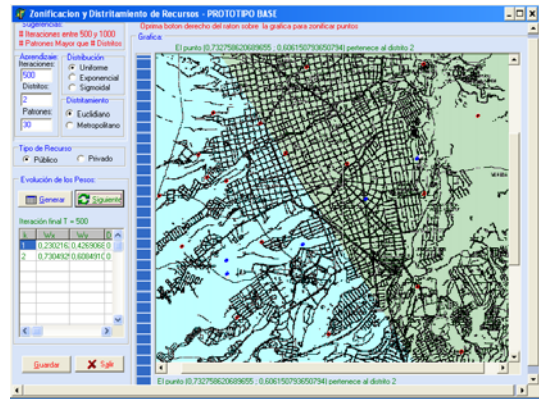 Zonificacion y Distritamiento de Recursos - PROTOTIPO BASE
Sugerencias:
# Iteraciones entre 500 y 1000
# Patrones Mayor que # Distritos
Oprima boton derecho del raton sobre la grafica para zonificar puntos
Grafica:
El punto (0,732758620689655 ; 0,606150793650794) pertenece al distrito 2
Aprendizaje:
Iteraciones:
500
Distritos:
2
Patrones:
30
Distribución
Uniforme
Exponencial
Sigmoidal
Distritamiento
Euclidiano
Metropolitano
Tipo de Recurso
Público
Privado
Evolución de los Pesos:
Generar
Siguiente
Iteración final T = 500
k Wx Wy D
1 0,230216 0,426906 0
2 0,730492 0,600491 0
Guardar
Salir
El punto (0,732758620689655 ; 0,606150793650794) pertenece al distrito 2